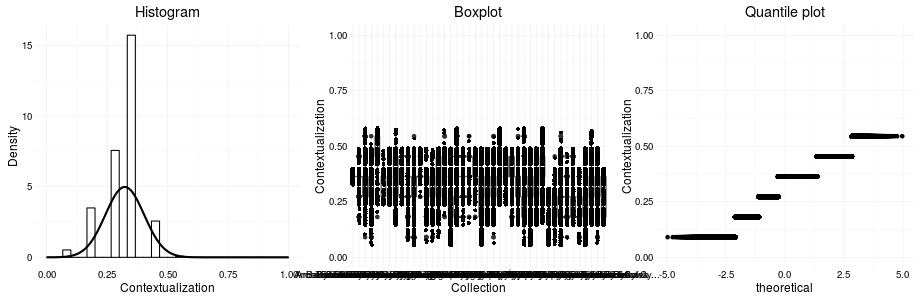 Histogram
Boxplot
Quantile plot
Density
15
10
5
0
0.00
0.25
0.50
0.75
1.00
Contextualization
Contextualization
1.00
0.75
0.50
0.25
0.00
Collection
Contextualization
1.00
0.75
0.50
0.25
0.00
-5.0
-2.5
0.0
2.5
5.0
theoretical